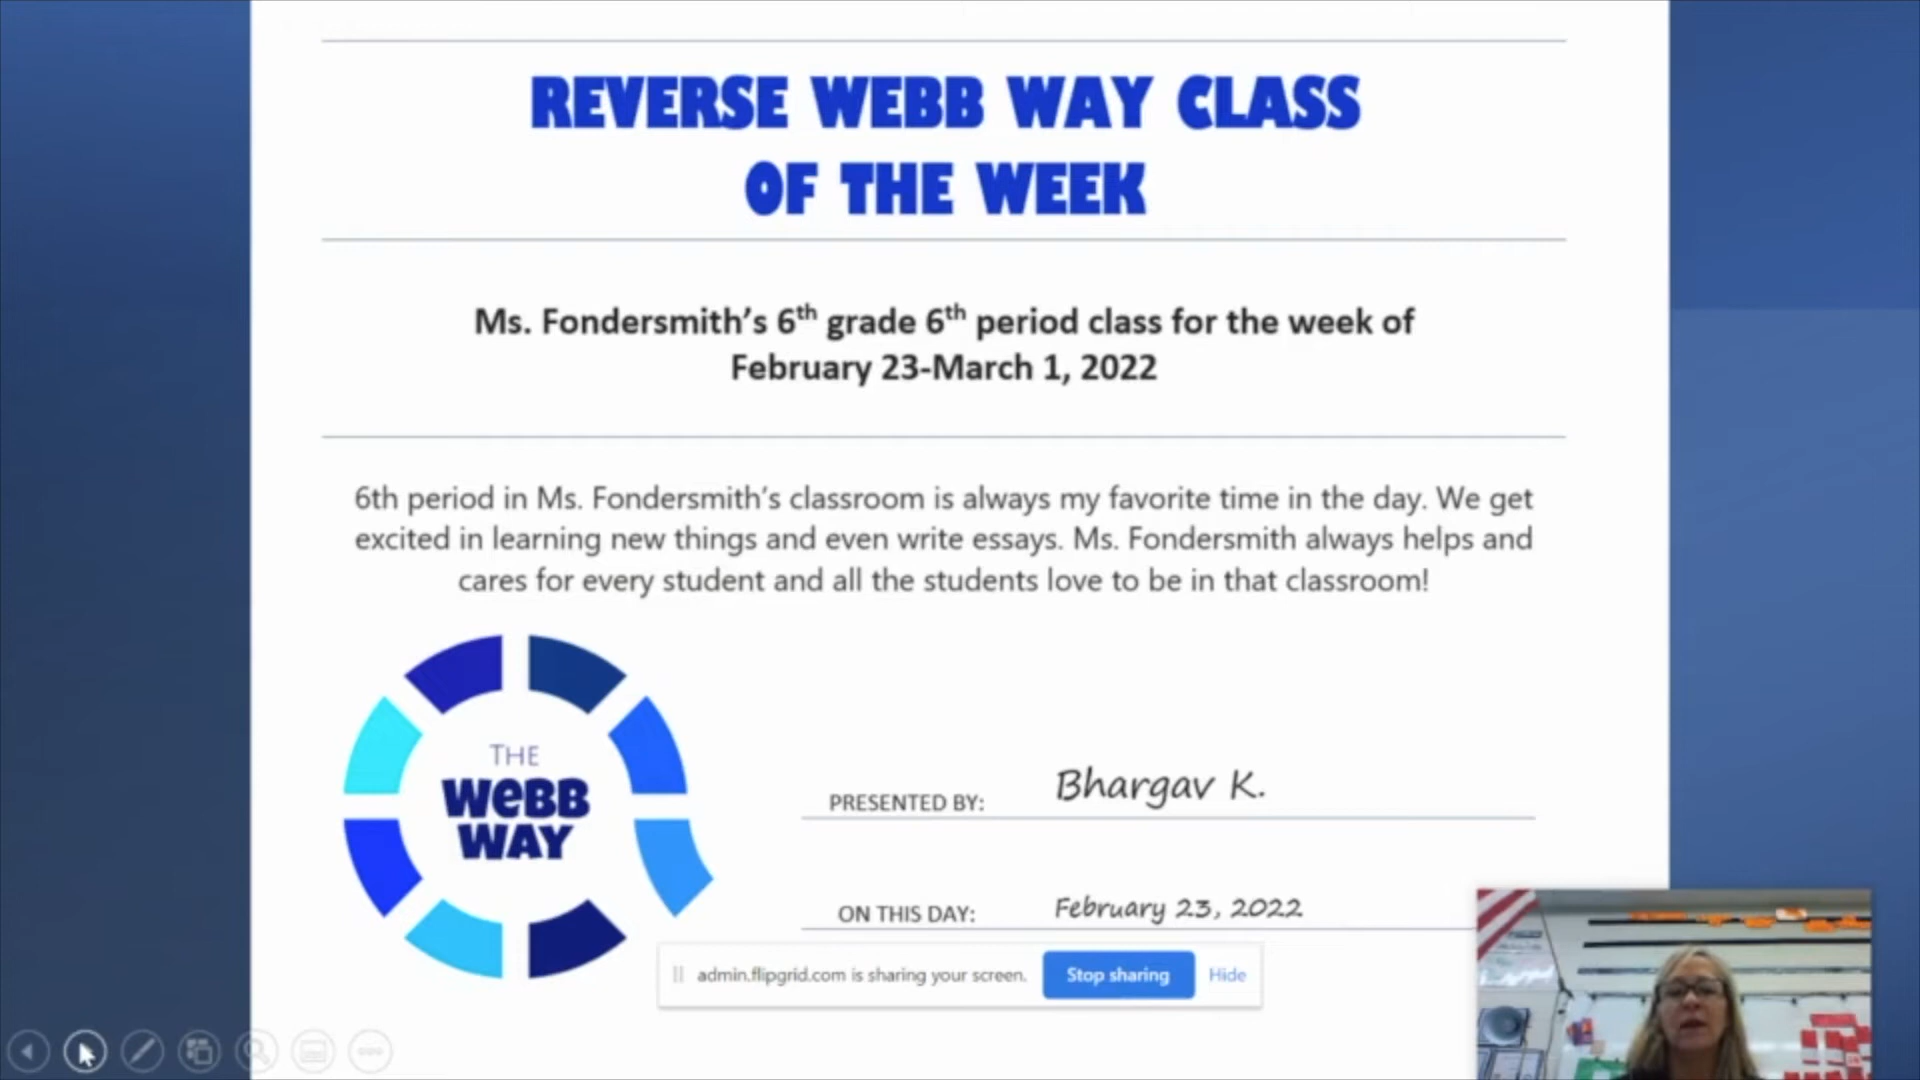 REVERSE WEBB WAY CLASS
OF THE WEEK
Ms. Fondersmith's 6th grade 6th period class for the week of
February 23-March 1, 2022
6th period in Ms. Fondersmith's classroom is always my favorite time in the day. We get
excited in learning new things and even write essays. Ms. Fondersmith always helps and
cares for every student and all the students love to be in that classroom!
THE
WeBB
WAY
PRESENTED BY: Bhargav K.
ON THIS DAY: February 23, 2022
admin.flipgrid.com is sharing your screen. Stop sharing Hide